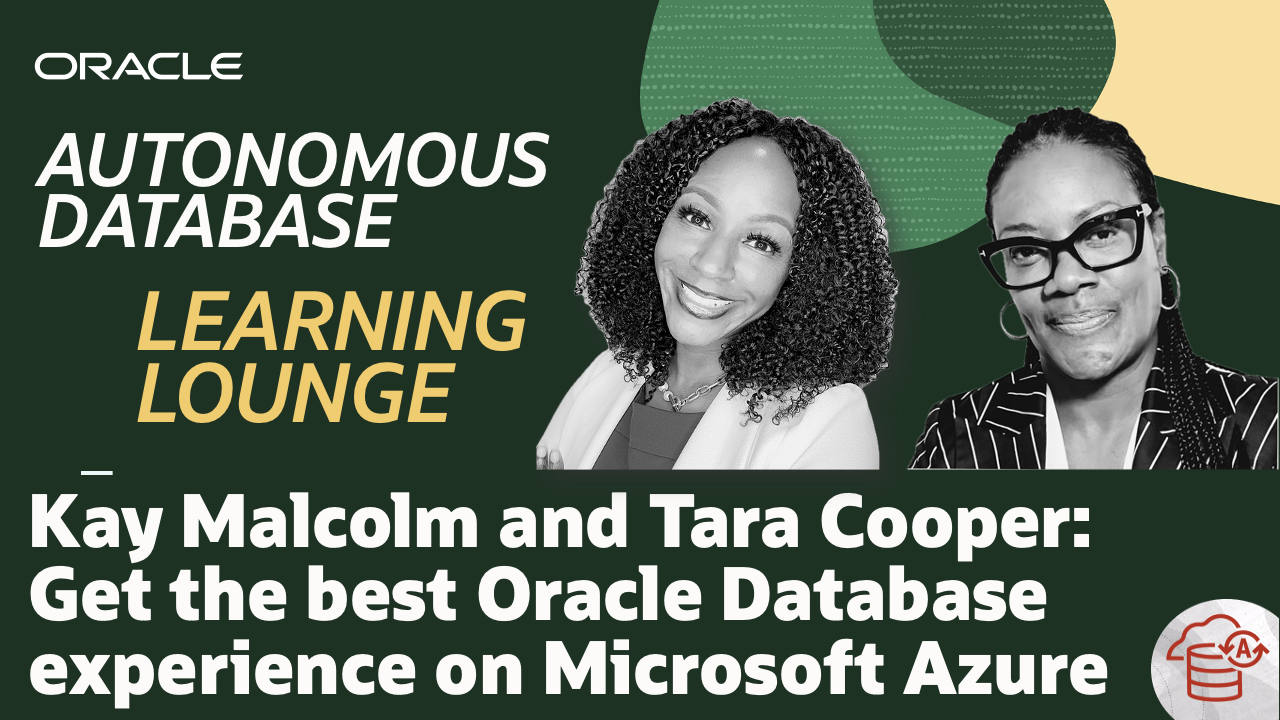 ORACLE
AUTONOMOUS
DATABASE
LEARNING
LOUNGE
Kay Malcolm and Tara Cooper:
Get the best Oracle Database
experience on Microsoft Azure
A